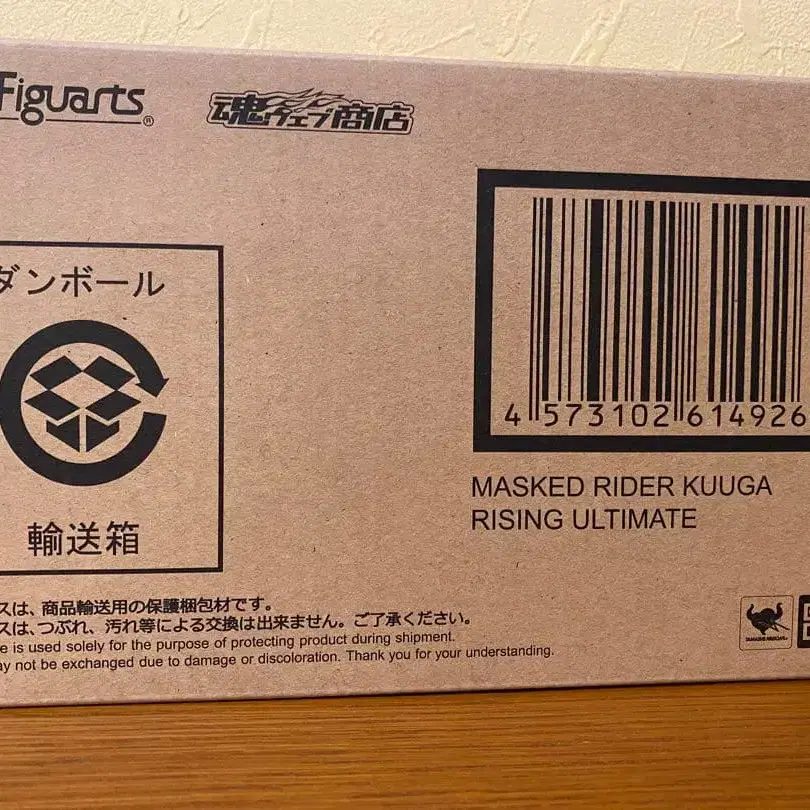 Figuarts®
魂ウェブ商店
ダンボール
輸送箱
4 573102 614926
MASKED RIDER KUUGA
RISING ULTIMATE
スは、商品輸送用の保護梱包材です。
スは、つぶれ、汚れ等による交換は出来ません。ご了承ください。
e is used solely for the purpose of protecting product during shipment.
ay not be exchanged due to damage or discoloration. Thank you for your understanding.